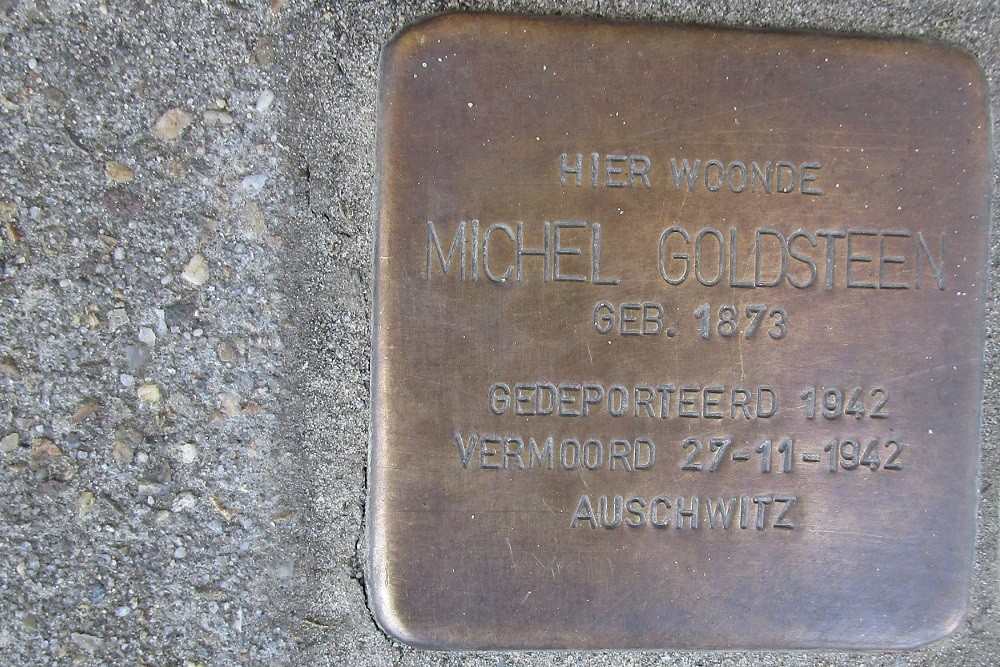 HIER WOONDE
MICHEL GOLDSTEEN
GEB. 1873
GEDEPORTEERD 1942
VERMOORD 27-11-1942
AUSCHWITZ